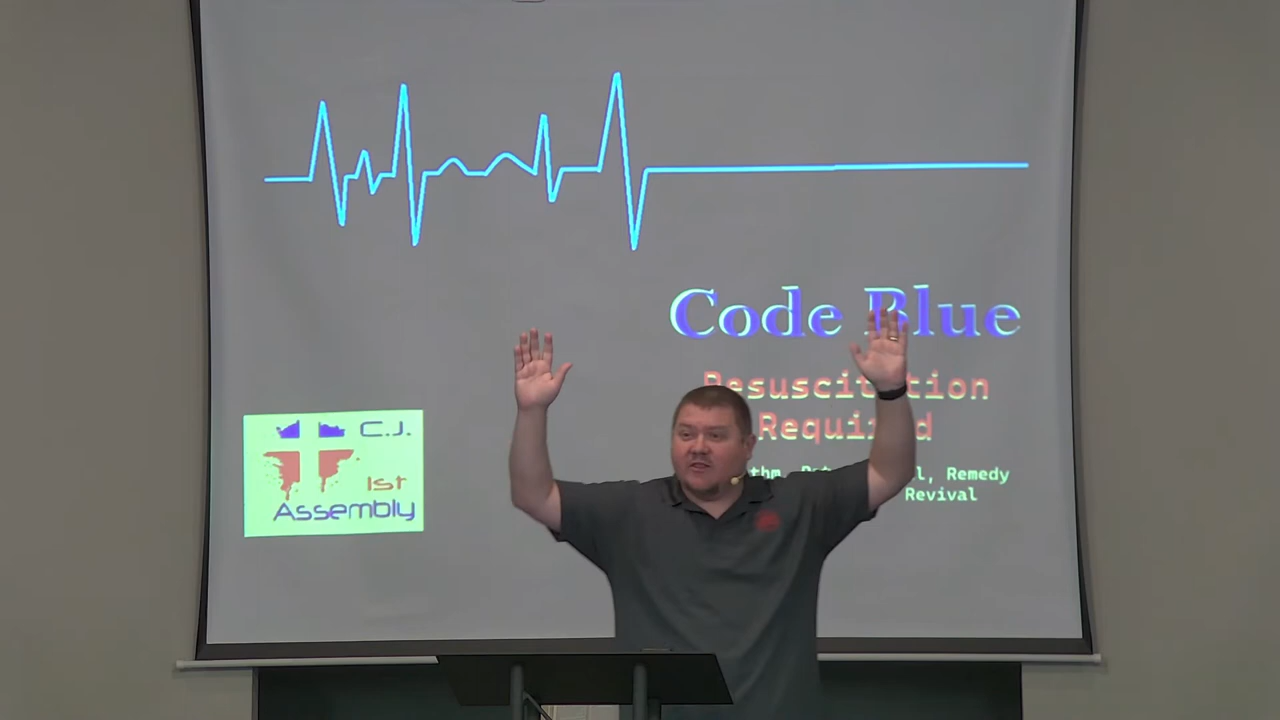 Code Blue
Resuscitation
Required
C.J.
1st
Assembly
Remedy
Revival